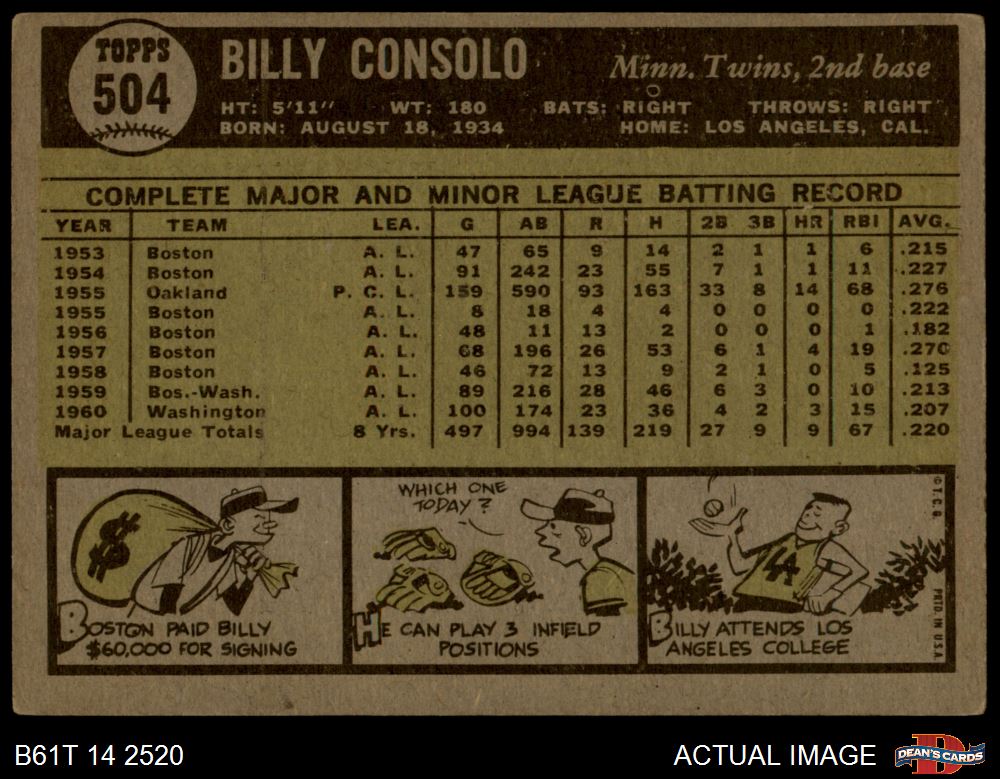 TOPPS
504
BILLY CONSOLO
Minn. Twins, 2nd base
HT: 5'11" WT: 180 BATS: RIGHT THROWS: RIGHT
BORN: AUGUST 18, 1934 HOME: LOS ANGELES, CAL.
COMPLETE MAJOR AND MINOR LEAGUE BATTING RECORD
YEAR TEAM LEA. G AB R H 2B 3B HR RBI AVG.
1953 Boston A. L. 47 65 9 14 2 1 1 6 .215
1954 Boston A. L. 91 242 23 55 7 1 1 11 .227
1955 Oakland P. C. L. 159 590 93 163 33 8 14 68 .276
1955 Boston A. L. 8 18 4 4 0 0 0 0 .222
1956 Boston A. L. 48 11 13 2 0 0 0 1 .182
1957 Boston A. L. 68 196 26 53 6 1 4 19 .270
1958 Boston A. L. 46 72 13 9 2 1 0 5 .125
1959 Bos.-Wash. A. L. 89 216 28 46 6 3 0 10 .213
1960 Washington A. L. 100 174 23 36 4 2 3 15 .207
Major League Totals 8 Yrs. 497 994 139 219 27 9 9 67 .220
$
BOSTON PAID BILLY
$60,000 FOR SIGNING
WHICH ONE
TODAY?
HE CAN PLAY 3 INFIELD
POSITIONS
LA
BILLY ATTENDS LOS
ANGELES COLLEGE
© T.C.G.
PRTD. IN U.S.A.
B61T 14 2520
ACTUAL IMAGE
D
DEAN'S CARDS